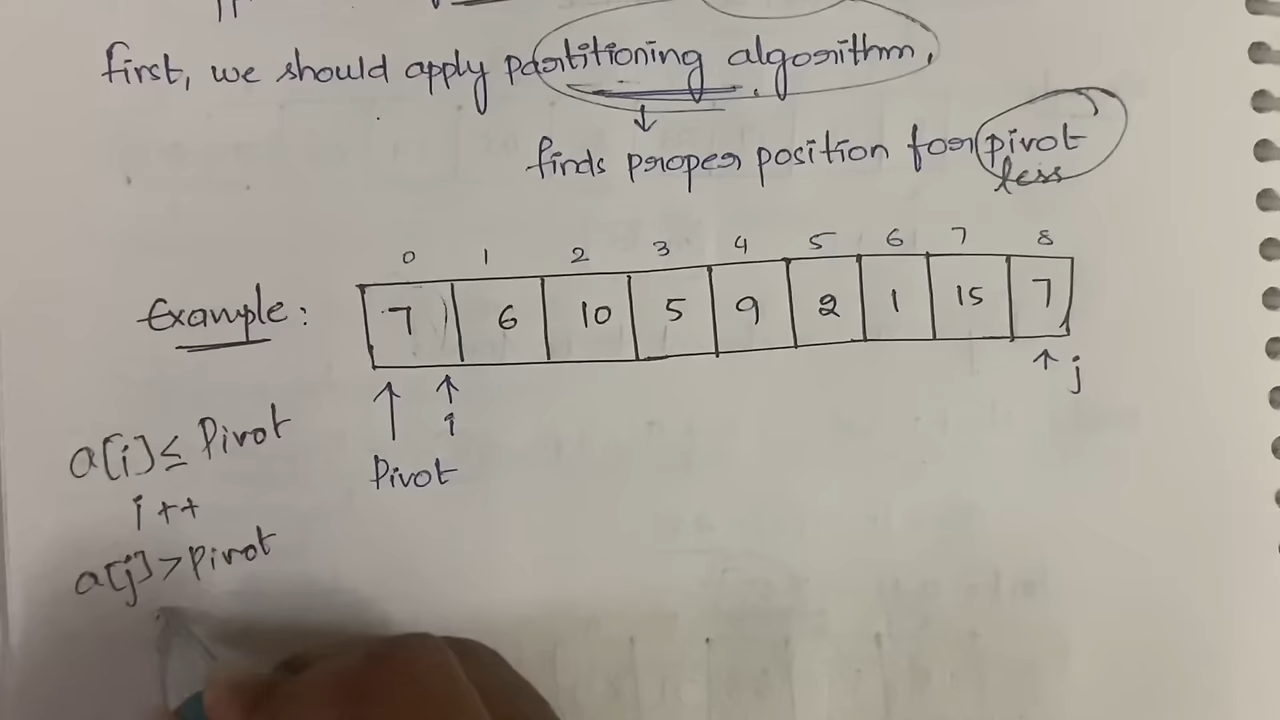 first, we should apply partitioning algorithm.
↓
finds proper position for pivot
less
0 1 2 3 4 5 6 7 8
Example: 7 6 10 5 9 2 1 15 7
↑ ↑ i ↑ j
Pivot
a[i] ≤ Pivot
i++
a[j] > Pivot